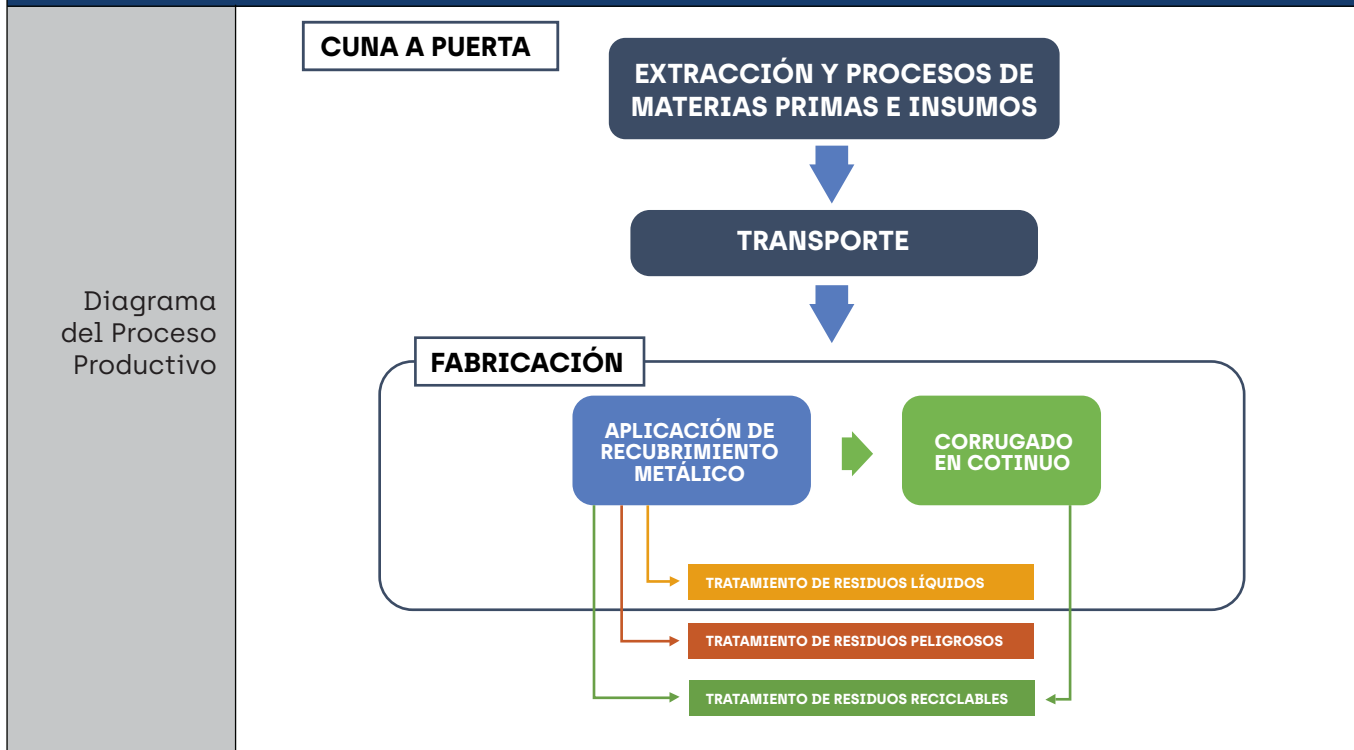 Diagrama
del Proceso
Productivo
CUNA A PUERTA
EXTRACCIÓN Y PROCESOS DE
MATERIAS PRIMAS E INSUMOS
TRANSPORTE
FABRICACIÓN
APLICACIÓN DE
RECUBRIMIENTO
METÁLICO
CORRUGADO
EN COTINUO
TRATAMIENTO DE RESIDUOS LÍQUIDOS
TRATAMIENTO DE RESIDUOS PELIGROSOS
TRATAMIENTO DE RESIDUOS RECICLABLES